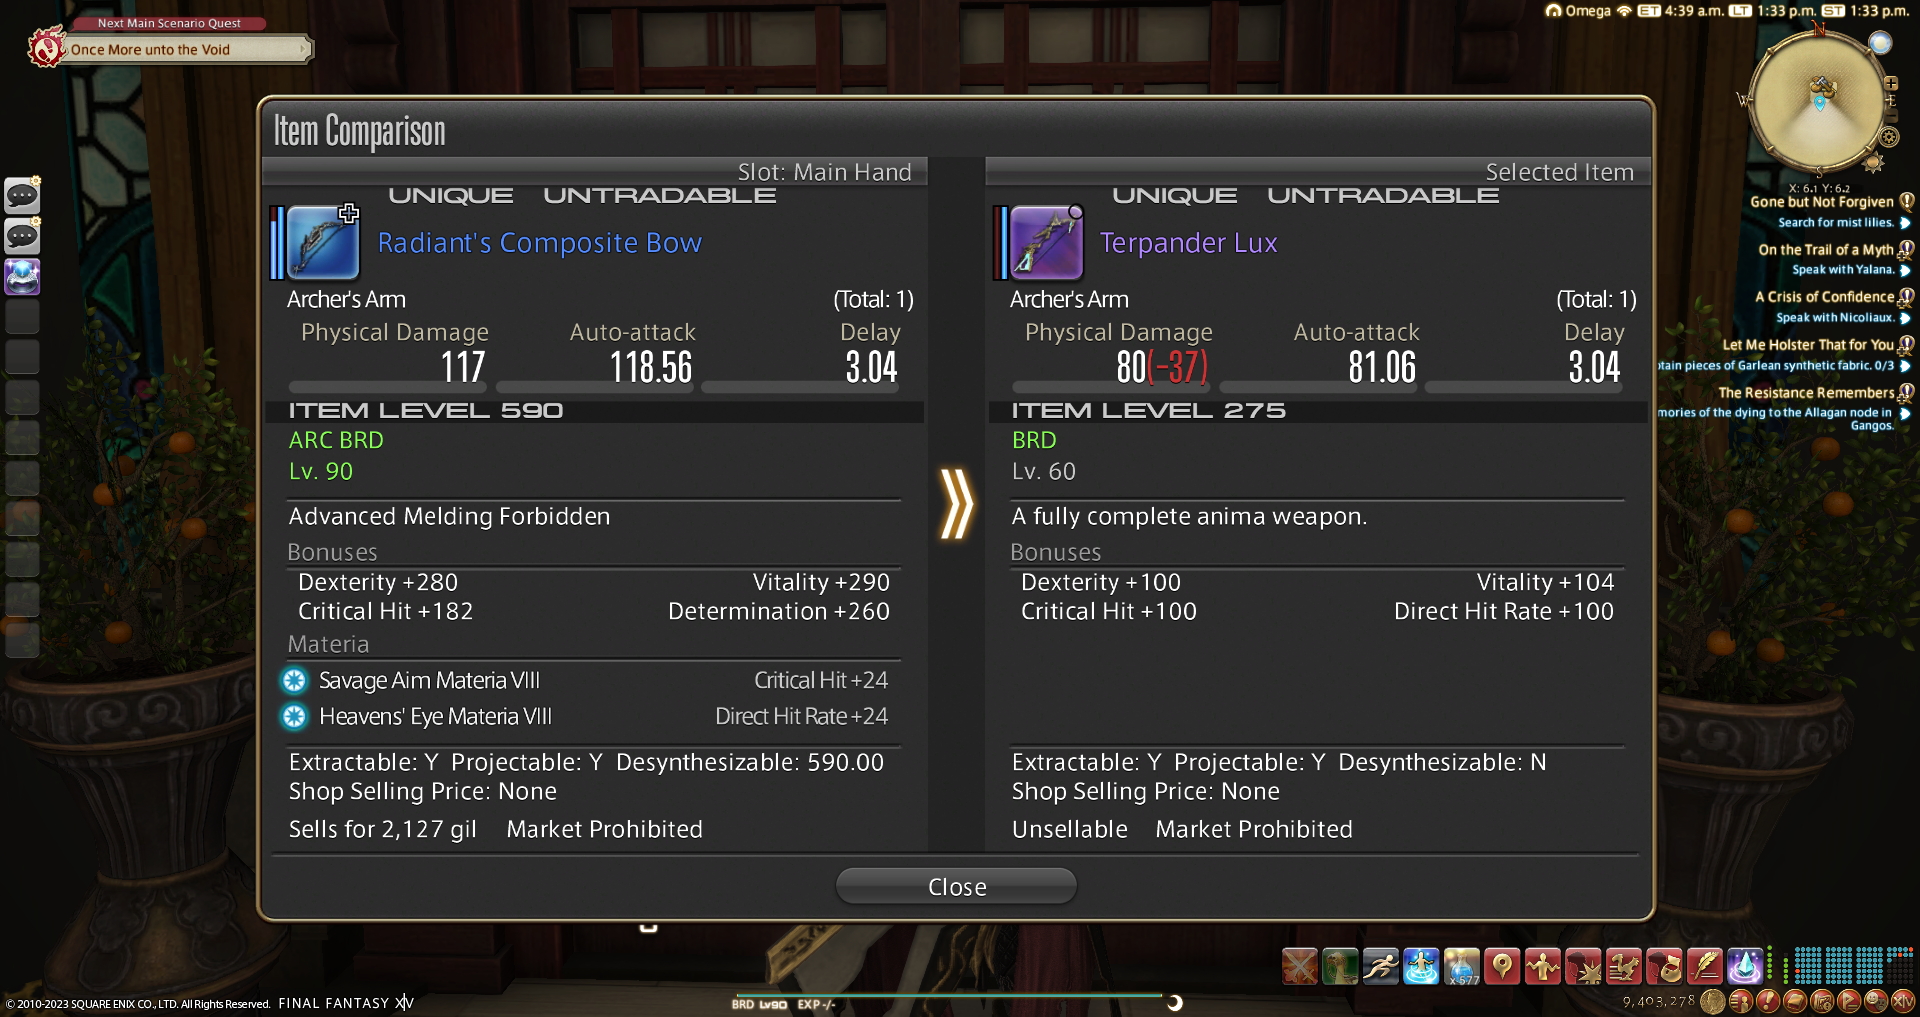 Next Main Scenario Quest
Once More unto the Void
Omega ET 4:39 a.m. LT 1:33 p.m. ST 1:33 p.m.
N
W
E
S
X: 6.1 Y: 6.2
Gone but Not Forgiven
Search for mist lilies.
On the Trail of a Myth
Speak with Yalana.
A Crisis of Confidence
Speak with Nicoliaux.
Let Me Holster That for You
tain pieces of Garlean synthetic fabric. 0/3
The Resistance Remembers
mories of the dying to the Allagan node in
Gangos.
Item Comparison
Slot: Main Hand
UNIQUE UNTRADABLE
Radiant's Composite Bow
Archer's Arm (Total: 1)
Physical Damage Auto-attack Delay
117 118.56 3.04
ITEM LEVEL 590
ARC BRD
Lv. 90
Advanced Melding Forbidden
Bonuses
Dexterity +280 Vitality +290
Critical Hit +182 Determination +260
Materia
Savage Aim Materia VIII Critical Hit +24
Heavens' Eye Materia VIII Direct Hit Rate +24
Extractable: Y Projectable: Y Desynthesizable: 590.00
Shop Selling Price: None
Sells for 2,127 gil Market Prohibited
Selected Item
UNIQUE UNTRADABLE
Terpander Lux
Archer's Arm (Total: 1)
Physical Damage Auto-attack Delay
80(-37) 81.06 3.04
ITEM LEVEL 275
BRD
Lv. 60
A fully complete anima weapon.
Bonuses
Dexterity +100 Vitality +104
Critical Hit +100 Direct Hit Rate +100
Extractable: Y Projectable: Y Desynthesizable: N
Shop Selling Price: None
Unsellable Market Prohibited
Close
x 577
9,403,278
BRD Lv90 EXP -/-
© 2010-2023 SQUARE ENIX CO., LTD. All Rights Reserved. FINAL FANTASY XIV